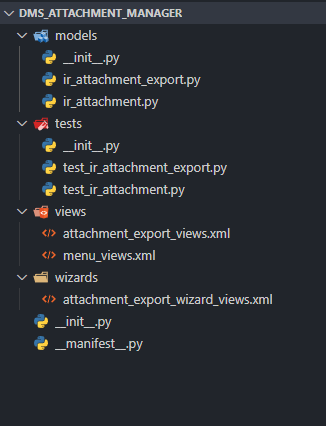 DMS_ATTACHMENT_MANAGER
models
__init__.py
ir_attachment_export.py
ir_attachment.py
tests
__init__.py
test_ir_attachment_export.py
test_ir_attachment.py
views
attachment_export_views.xml
menu_views.xml
wizards
attachment_export_wizard_views.xml
__init__.py
__manifest__.py